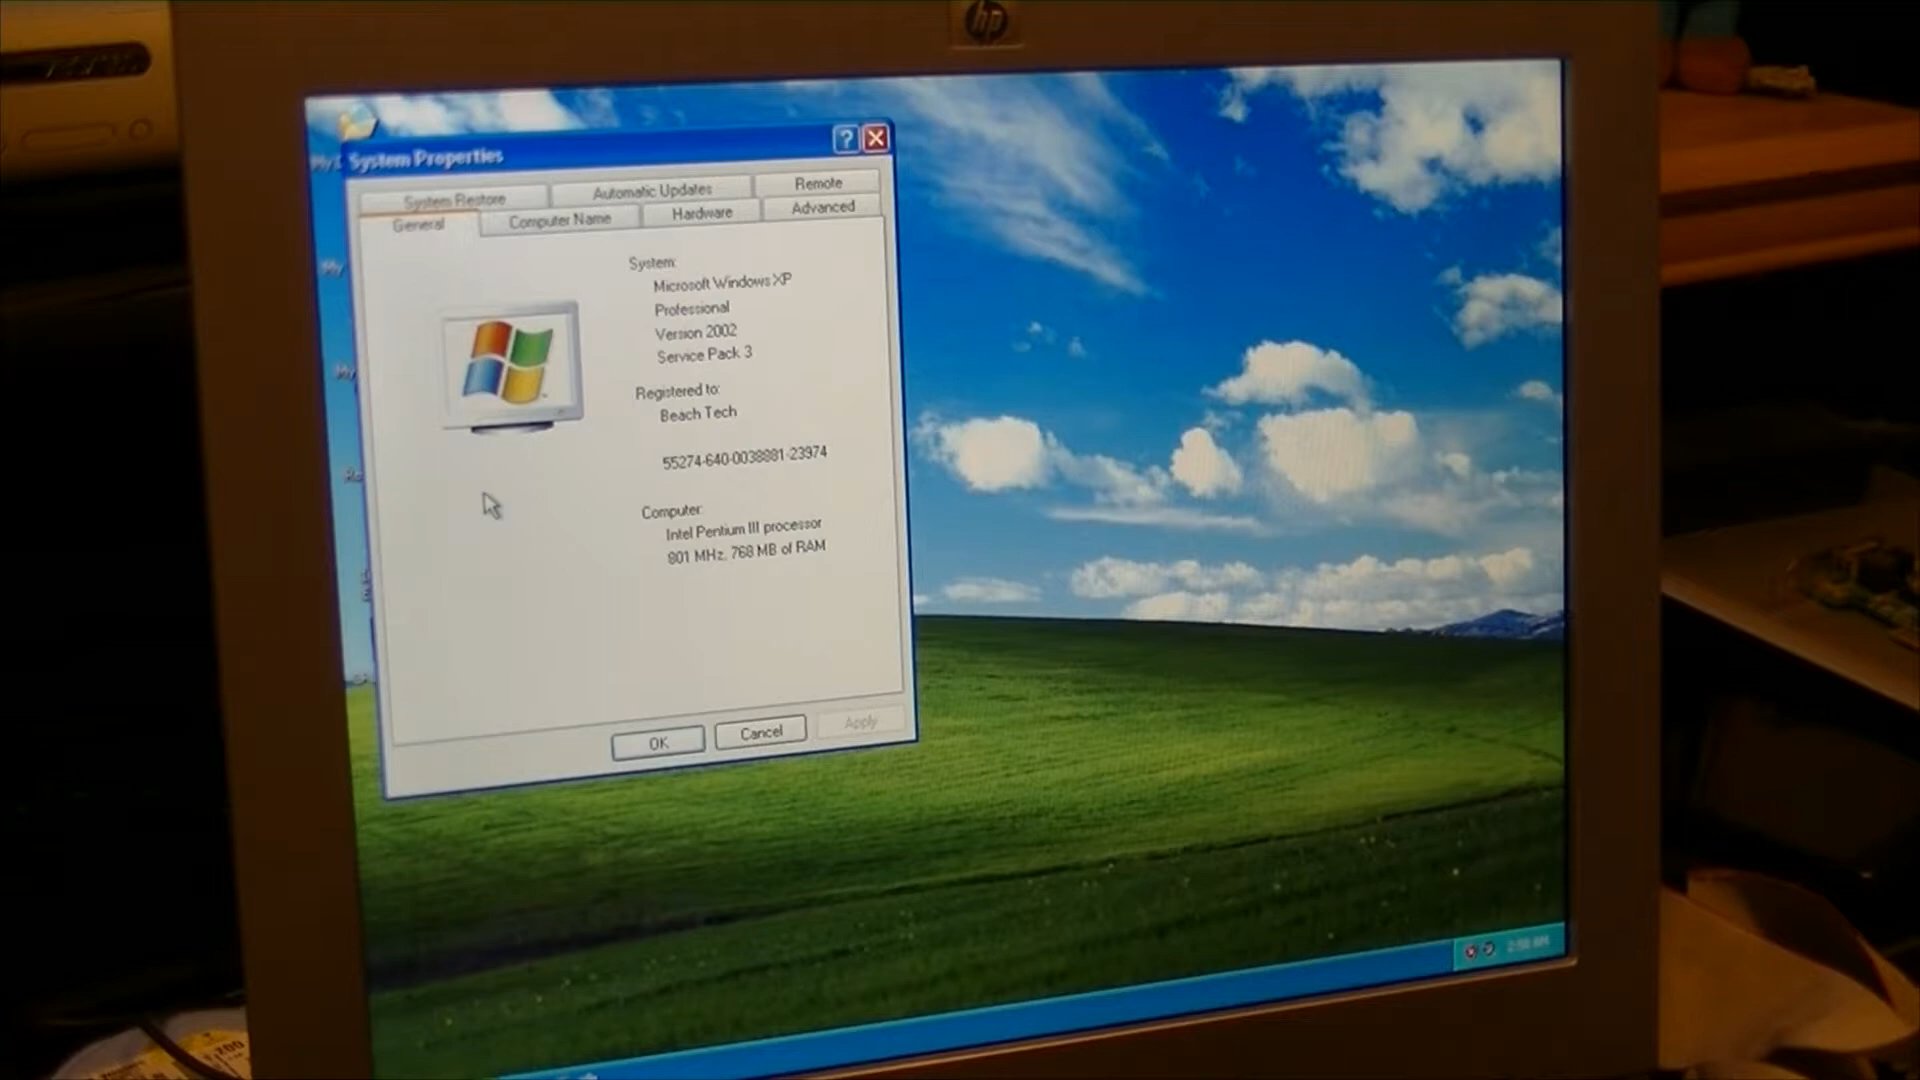 hp
System Properties
System Restore
Automatic Updates
Remote
General
Computer Name
Hardware
Advanced
System:
Microsoft Windows XP
Professional
Version 2002
Service Pack 3
Registered to:
Beach Tech
55274-640-0038881-23974
Computer:
Intel Pentium III processor
801 MHz, 768 MB of RAM
OK
Cancel
Apply